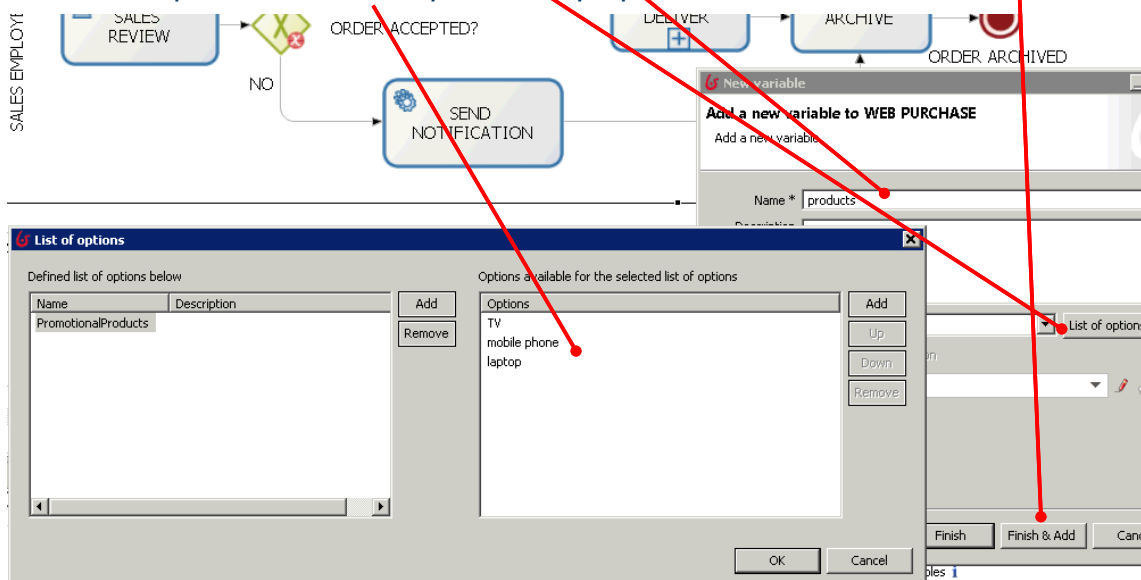 SALES EMPLOYE
SALES
REVIEW
ORDER ACCEPTED?
DELIVER
ARCHIVE
ORDER ARCHIVED
NO
SEND
NOTIFICATION
New variable
Add a new variable to WEB PURCHASE
Add a new variable
Name * products
Description
List of options
Defined list of options below
Name Description
PromotionalProducts
Add
Remove
Options available for the selected list of options
Options
TV
mobile phone
laptop
Add
Up
Down
Remove
List of options
OK Cancel
Finish Finish & Add Canc